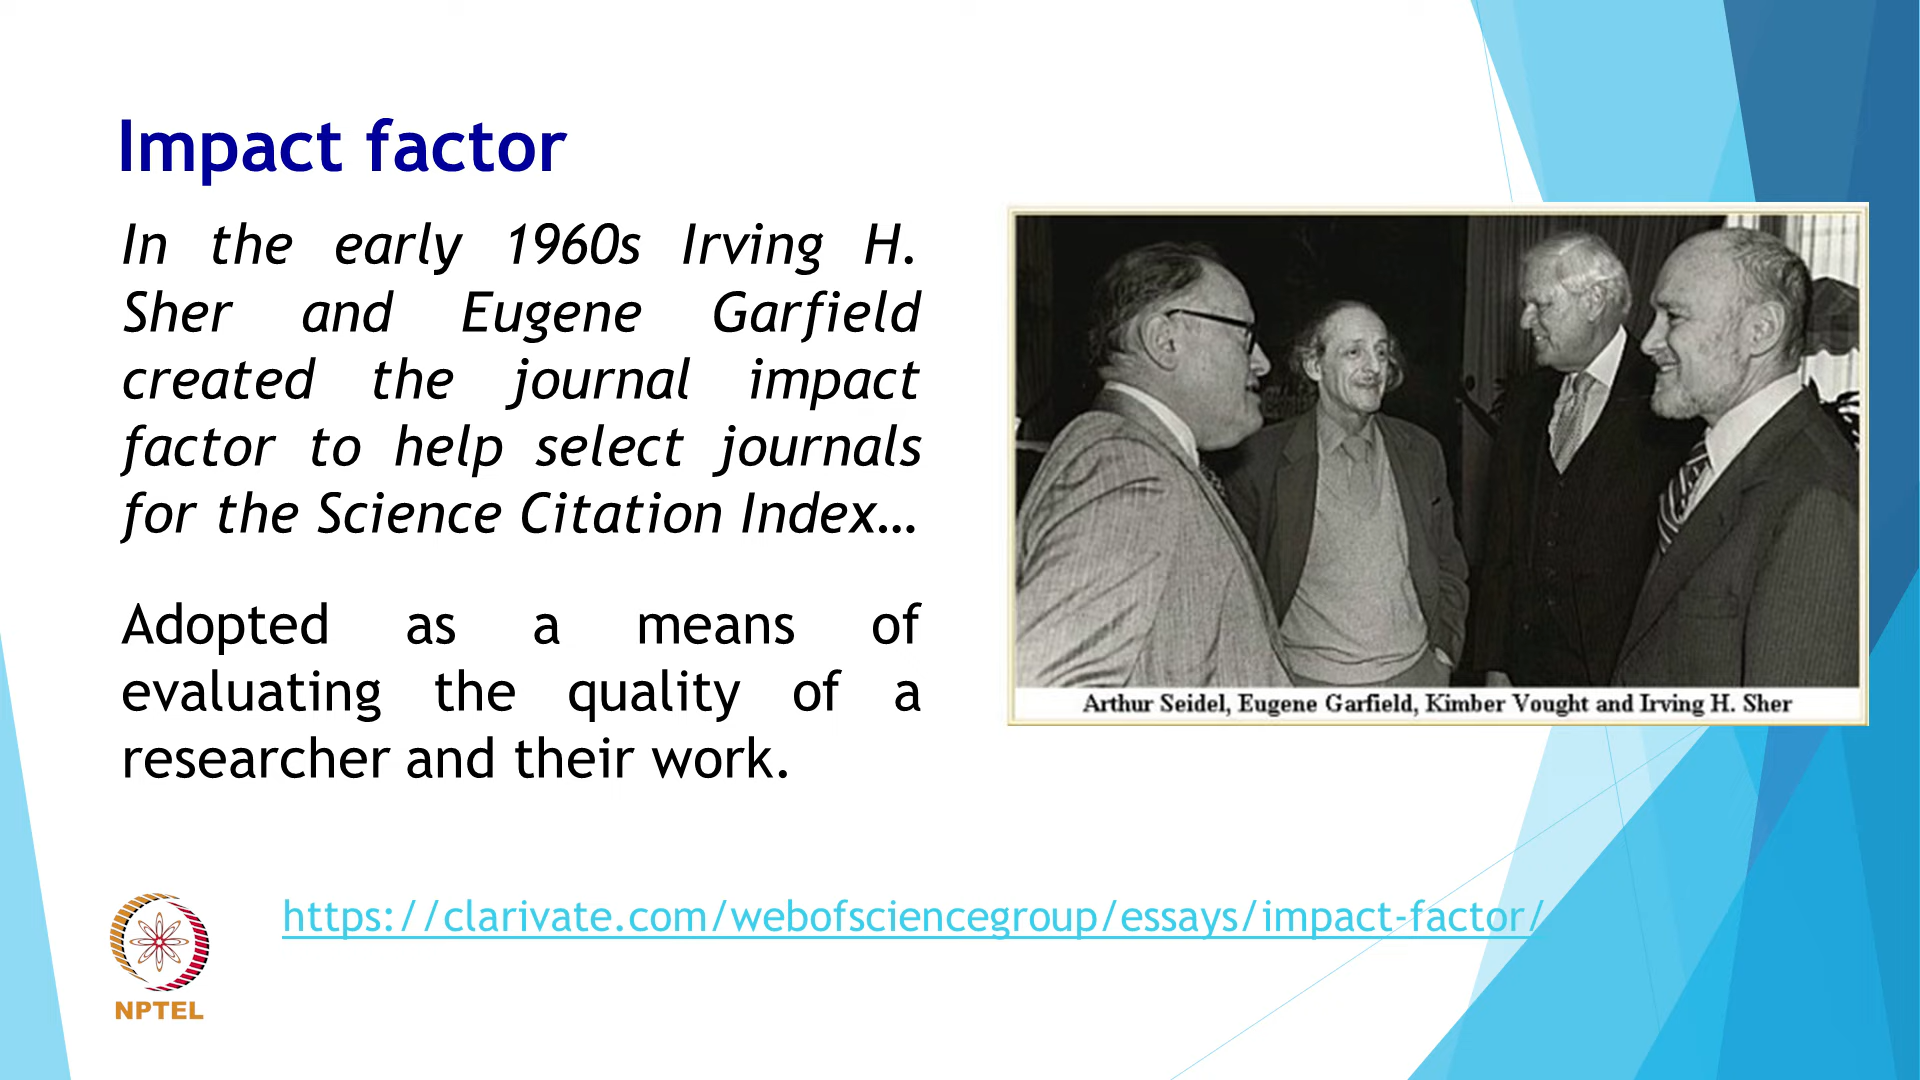 Impact factor
In the early 1960s Irving H.
Sher and Eugene Garfield
created the journal impact
factor to help select journals
for the Science Citation Index…
Adopted as a means of
evaluating the quality of a
researcher and their work.
Arthur Seidel, Eugene Garfield, Kimber Vought and Irving H. Sher
https://clarivate.com/webofsciencegroup/essays/impact-factor/
NPTEL